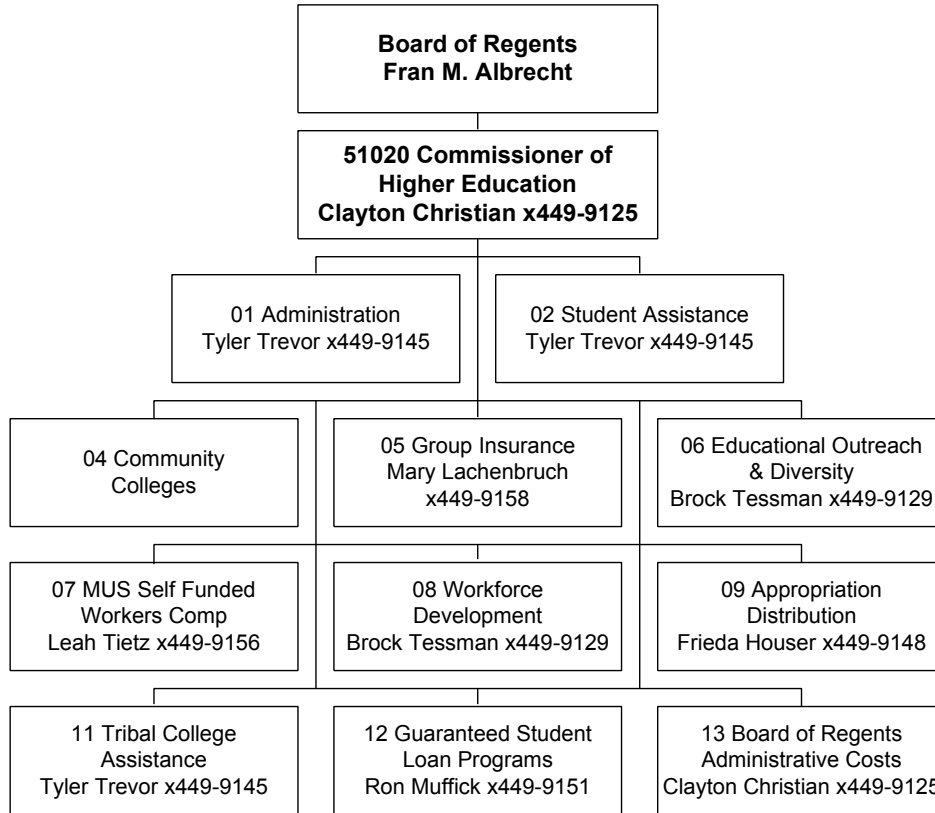 Board of Regents
Fran M. Albrecht
51020 Commissioner of
Higher Education
Clayton Christian x449-9125
01 Administration
Tyler Trevor x449-9145
02 Student Assistance
Tyler Trevor x449-9145
04 Community
Colleges
05 Group Insurance
Mary Lachenbruch
x449-9158
06 Educational Outreach
& Diversity
Brock Tessman x449-9129
07 MUS Self Funded
Workers Comp
Leah Tietz x449-9156
08 Workforce
Development
Brock Tessman x449-9129
09 Appropriation
Distribution
Frieda Houser x449-9148
11 Tribal College
Assistance
Tyler Trevor x449-9145
12 Guaranteed Student
Loan Programs
Ron Muffick x449-9151
13 Board of Regents
Administrative Costs
Clayton Christian x449-9125